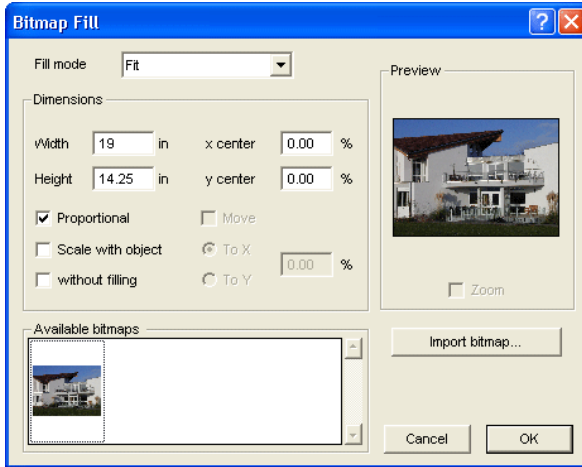 Bitmap Fill
Fill mode Fit
Preview
Dimensions
Width 19 in x center 0.00 %
Height 14.25 in y center 0.00 %
Proportional Move
Scale with object To X
0.00 %
without filling To Y
Zoom
Available bitmaps
Import bitmap...
Cancel OK